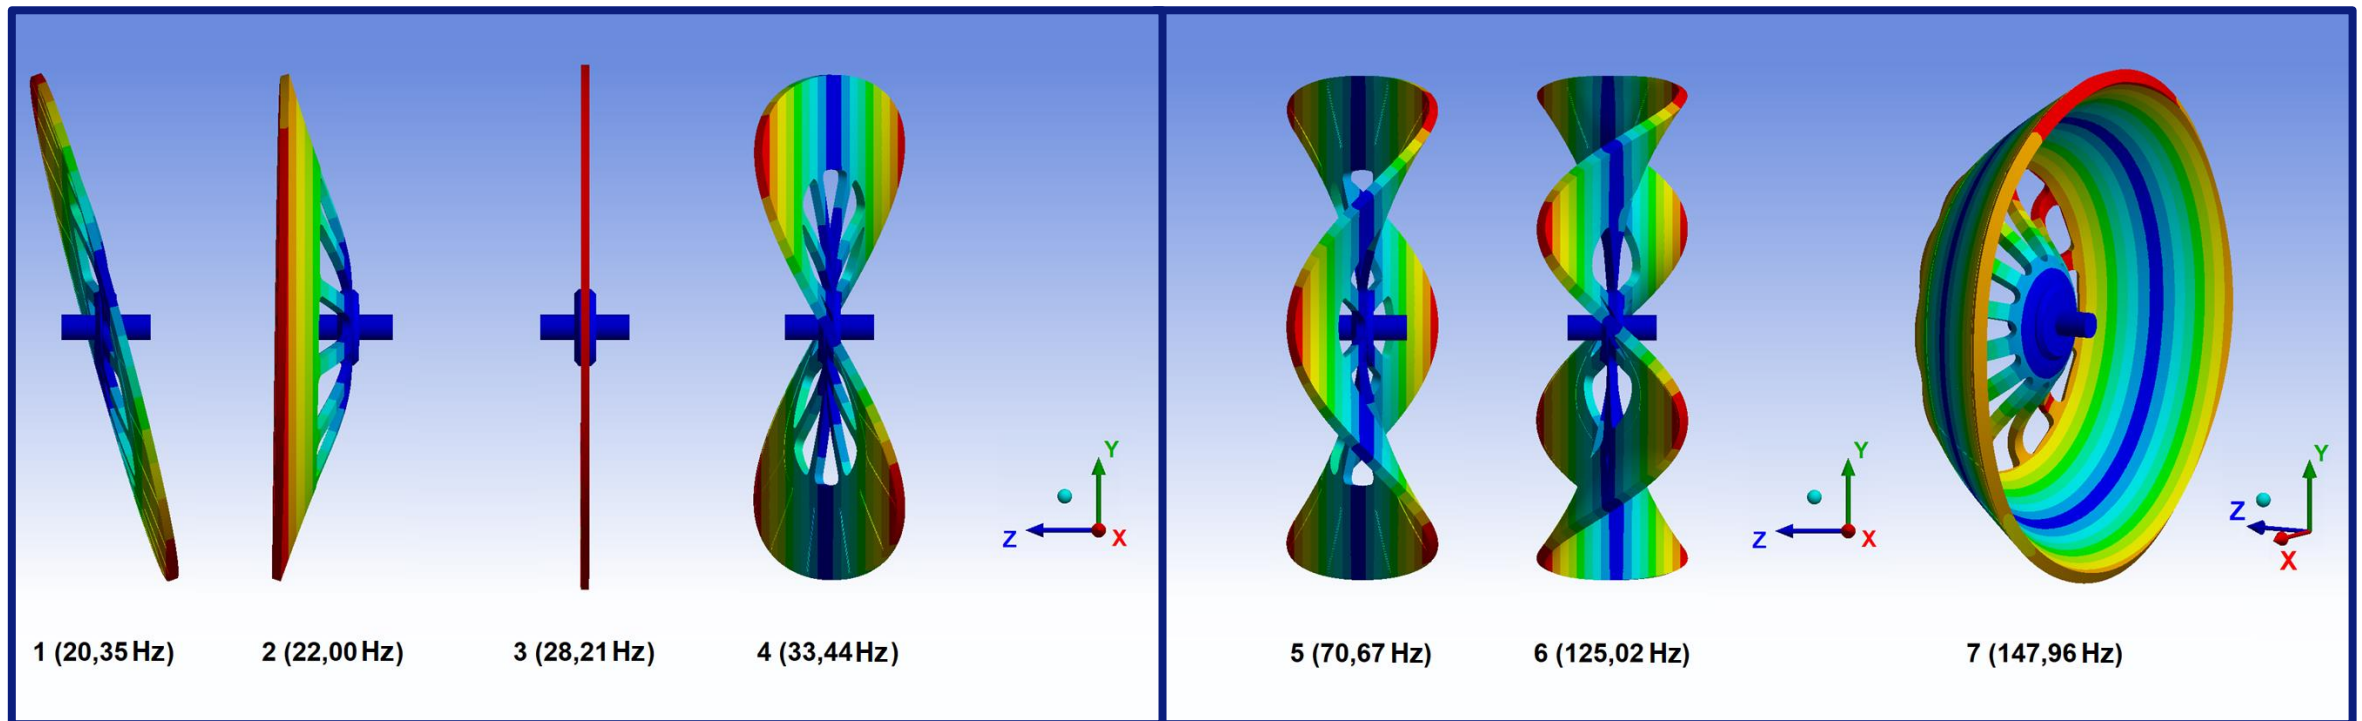 Y
Z
X
Y
Z
X
Y
Z
X
1 (20,35 Hz)
2 (22,00 Hz)
3 (28,21 Hz)
4 (33,44 Hz)
5 (70,67 Hz)
6 (125,02 Hz)
7 (147,96 Hz)